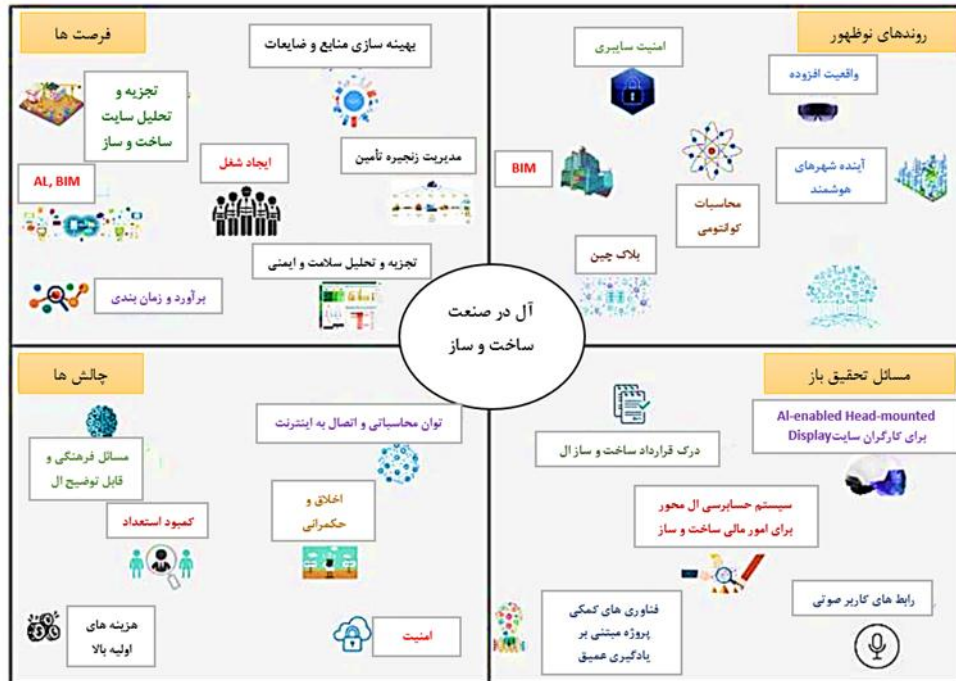 روندهای نوظهور
امنیت سایبری
واقعیت افزوده
BIM
محاسبات
کوانتومی
آینده شهرهای
هوشمند
بلاک چین
فرصت ها
بهینه سازی منابع و ضایعات
تجزیه و
تحلیل سایت
ساخت و ساز
ایجاد شغل
مدیریت زنجیره تأمین
AL, BIM
تجزیه و تحلیل سلامت و ایمنی
برآورد و زمان بندی
آل در صنعت
ساخت و ساز
مسائل تحقیق باز
Al-enabled Head-mounted
Display برای کارگران سایت
درک قرارداد ساخت و ساز ال
سیستم حسابرسی ال محور
برای امور مالی ساخت و ساز
فناوری های کمکی
پروژه مبتنی بر
یادگیری عمیق
رابط های کاربر صوتی
چالش ها
توان محاسباتی و اتصال به اینترنت
مسائل فرهنگی و
قابل توضیح ال
اخلاق و
حکمرانی
کمبود استعداد
هزینه های
اولیه بالا
امنیت